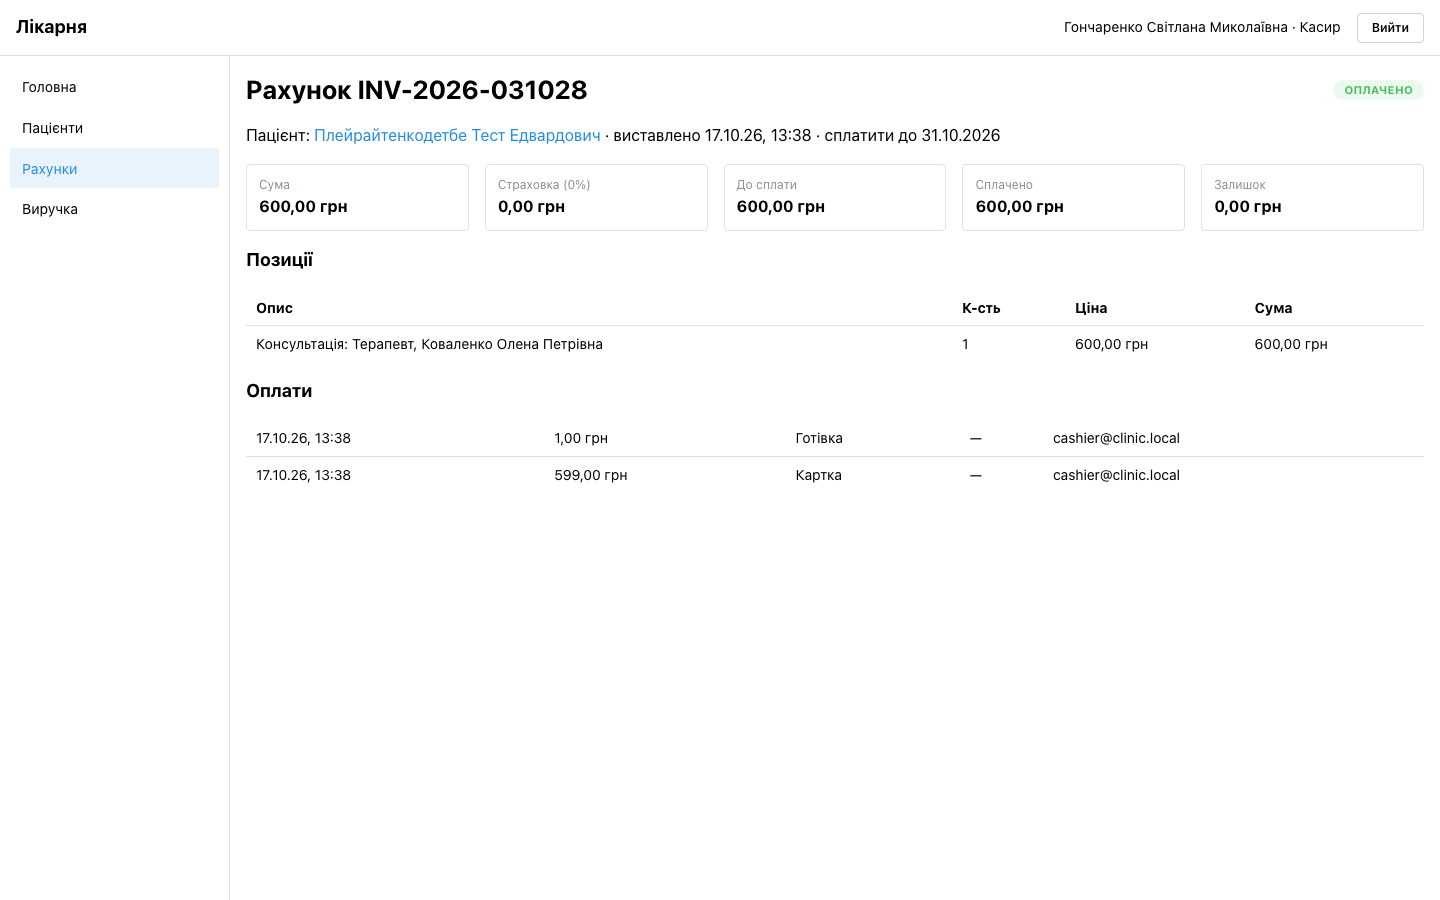 Лікарня
Гончаренко Світлана Миколаївна · Касир
Вийти
Головна
Пацієнти
Рахунки
Виручка
Рахунок INV-2026-031028
ОПЛАЧЕНО
Пацієнт: Плейрайтенкодетбе Тест Едвардович · виставлено 17.10.26, 13:38 · сплатити до 31.10.2026
Сума
600,00 грн
Страховка (0%)
0,00 грн
До сплати
600,00 грн
Сплачено
600,00 грн
Залишок
0,00 грн
Позиції
Опис К-сть Ціна Сума
Консультація: Терапевт, Коваленко Олена Петрівна 1 600,00 грн 600,00 грн
Оплати
17.10.26, 13:38 1,00 грн Готівка — cashier@clinic.local
17.10.26, 13:38 599,00 грн Картка — cashier@clinic.local